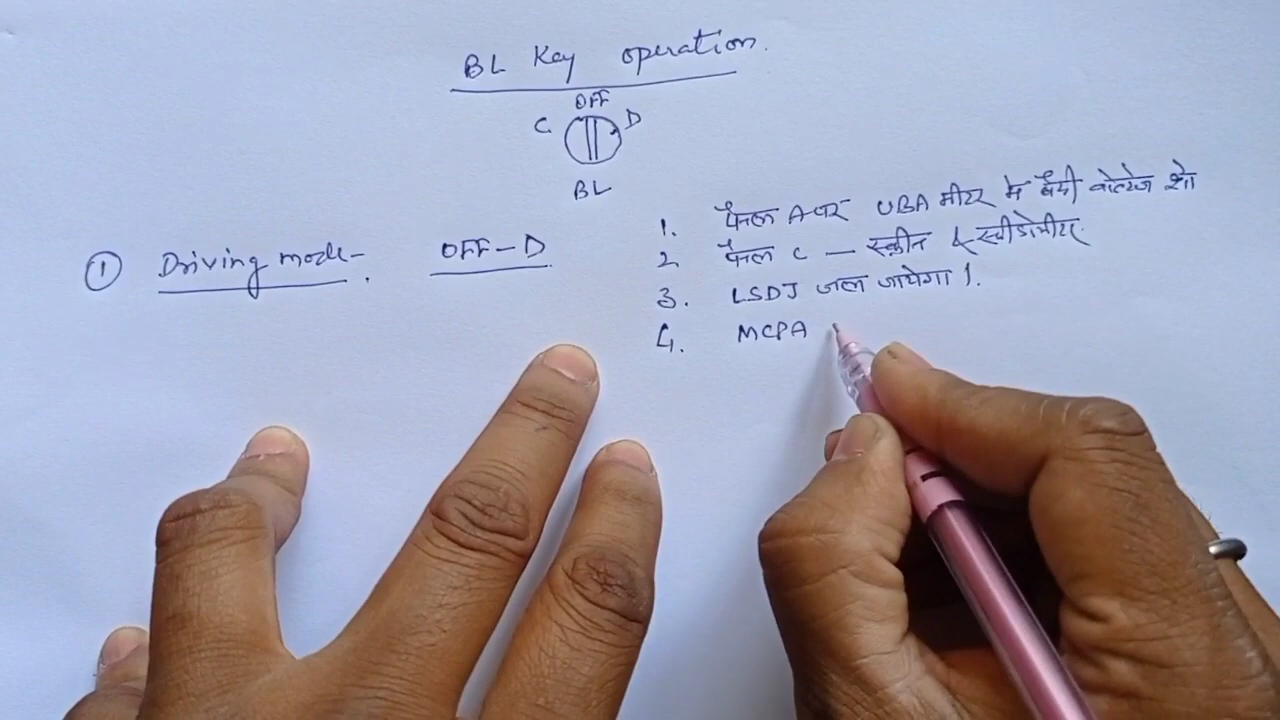 BL Key operation.
OFF
C D
BL
① Driving mode - . OFF - D
1. पैनल A पर UBA मीटर में बैट्री वोल्टेज शो
2 पैनल C — स्क्रीन & स्पीडोमीटर
3. LSDJ जल जायेगा ।.
4. MCPA